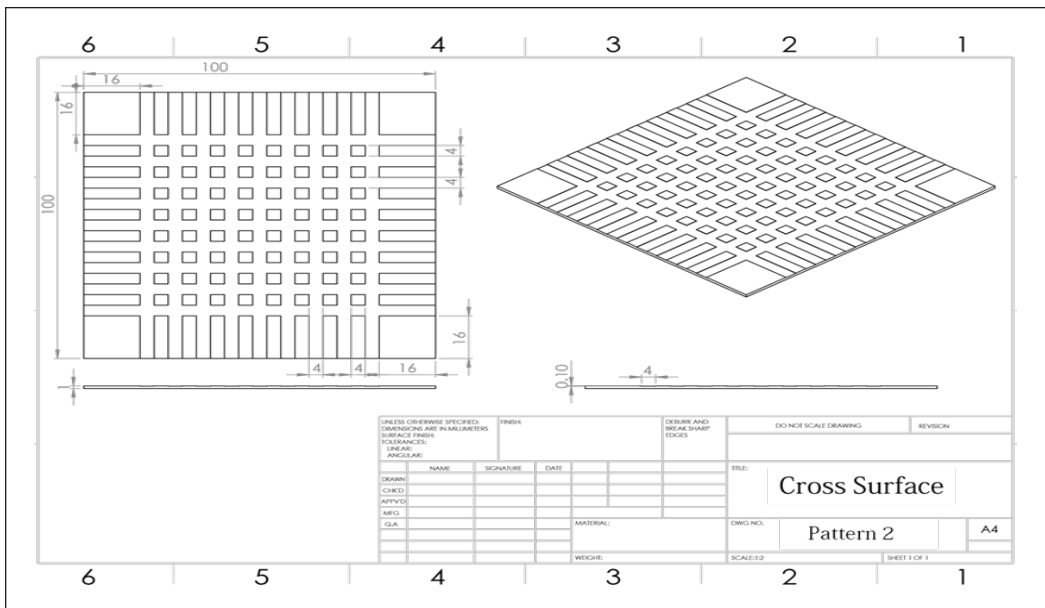 6 5 4 3 2 1
100
16
16
100
4
4
16
4 4 16
1
0,10
4
UNLESS OTHERWISE SPECIFIED:
DIMENSIONS ARE IN MILLIMETERS
SURFACE FINISH:
TOLERANCES:
LINEAR:
ANGULAR:
FINISH:
DEBURR AND
BREAK SHARP
EDGES
DO NOT SCALE DRAWING
REVISION
NAME SIGNATURE DATE
DRAWN
CHK'D
APPV'D
MFG
Q.A
MATERIAL:
WEIGHT:
TITLE:
Cross Surface
DWG NO.
Pattern 2
A4
SCALE:1:2
SHEET 1 OF 1
6 5 4 3 2 1